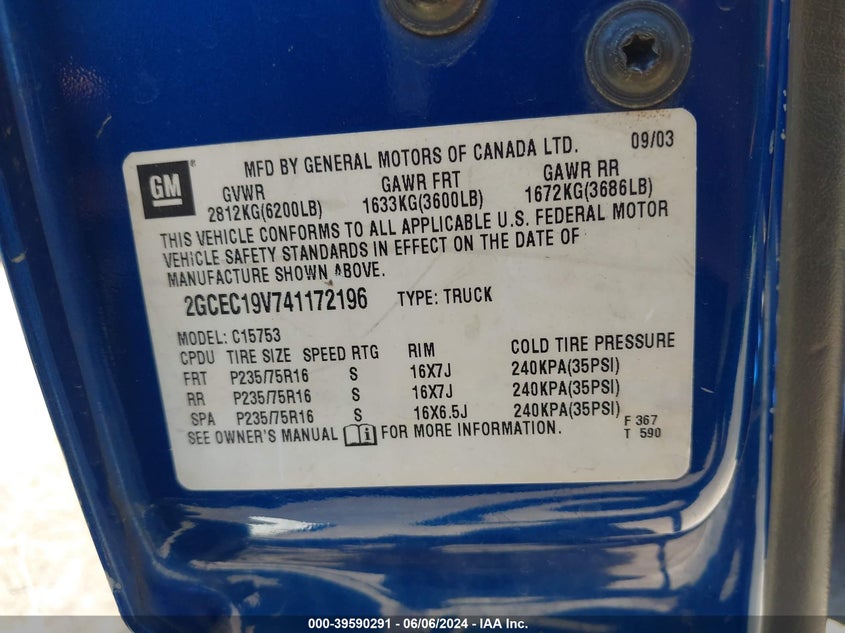 GM ®
MFD BY GENERAL MOTORS OF CANADA LTD. 09/03
GVWR GAWR FRT GAWR RR
2812KG(6200LB) 1633KG(3600LB) 1672KG(3686LB)
THIS VEHICLE CONFORMS TO ALL APPLICABLE U.S. FEDERAL MOTOR
VEHICLE SAFETY STANDARDS IN EFFECT ON THE DATE OF
MANUFACTURE SHOWN ABOVE.
2GCEC19V741172196 TYPE: TRUCK
MODEL: C15753
CPDU TIRE SIZE SPEED RTG RIM COLD TIRE PRESSURE
FRT P235/75R16 S 16X7J 240KPA(35PSI)
RR P235/75R16 S 16X7J 240KPA(35PSI)
SPA P235/75R16 S 16X6.5J 240KPA(35PSI)
SEE OWNER'S MANUAL i FOR MORE INFORMATION.
F 367
T 590
000-39590291 - 06/06/2024 - IAA Inc.